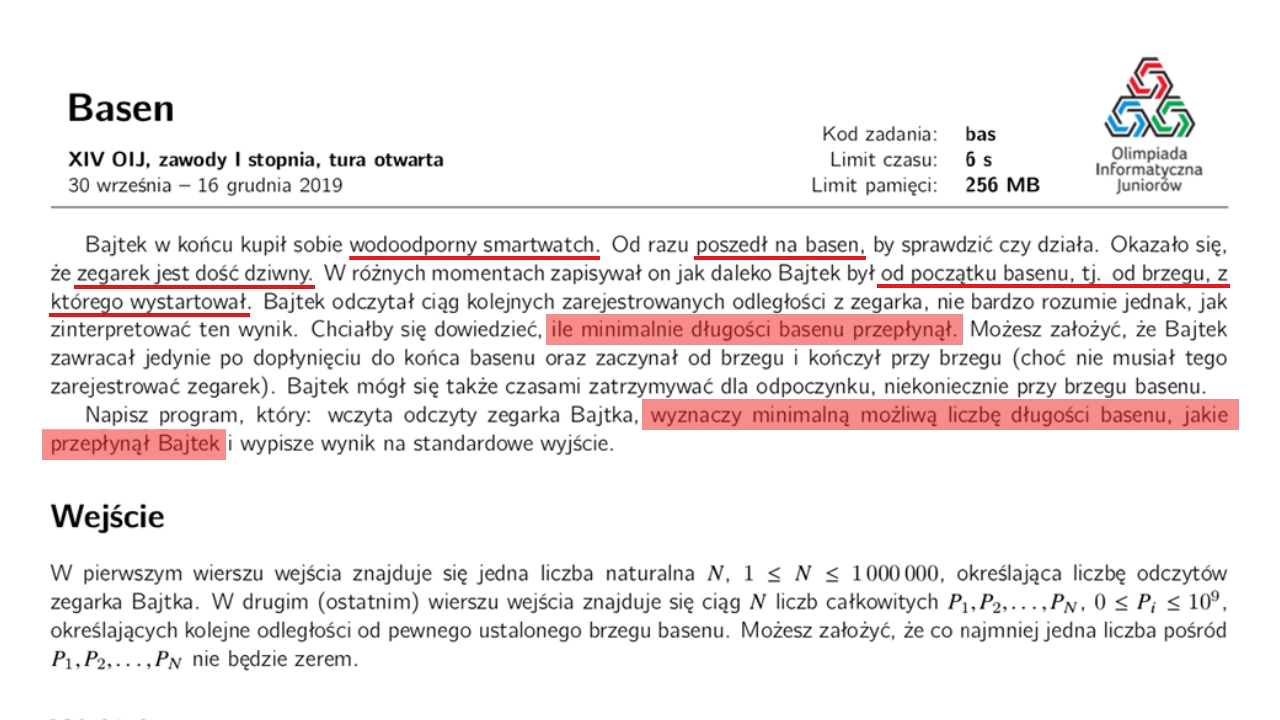 Basen
XIV OIJ, zawody I stopnia, tura otwarta
30 września – 16 grudnia 2019
Kod zadania: bas
Limit czasu: 6 s
Limit pamięci: 256 MB
Olimpiada
Informatyczna
Juniorów
Bajtek w końcu kupił sobie wodoodporny smartwatch. Od razu poszedł na basen, by sprawdzić czy działa. Okazało się,
że zegarek jest dość dziwny. W różnych momentach zapisywał on jak daleko Bajtek był od początku basenu, tj. od brzegu, z
którego wystartował. Bajtek odczytał ciąg kolejnych zarejestrowanych odległości z zegarka, nie bardzo rozumie jednak, jak
zinterpretować ten wynik. Chciałby się dowiedzieć, ile minimalnie długości basenu przepłynął. Możesz założyć, że Bajtek
zawracał jedynie po dopłynięciu do końca basenu oraz zaczynał od brzegu i kończył przy brzegu (choć nie musiał tego
zarejestrować zegarek). Bajtek mógł się także czasami zatrzymywać dla odpoczynku, niekoniecznie przy brzegu basenu.
Napisz program, który: wczyta odczyty zegarka Bajtka, wyznaczy minimalną możliwą liczbę długości basenu, jakie
przepłynął Bajtek i wypisze wynik na standardowe wyjście.
Wejście
W pierwszym wierszu wejścia znajduje się jedna liczba naturalna N, 1 ≤ N ≤ 1 000 000, określająca liczbę odczytów
zegarka Bajtka. W drugim (ostatnim) wierszu wejścia znajduje się ciąg N liczb całkowitych P₁, P₂, . . . , P_N, 0 ≤ Pᵢ ≤ 10⁹,
określających kolejne odległości od pewnego ustalonego brzegu basenu. Możesz założyć, że co najmniej jedna liczba pośród
P₁, P₂, . . . , P_N nie będzie zerem.